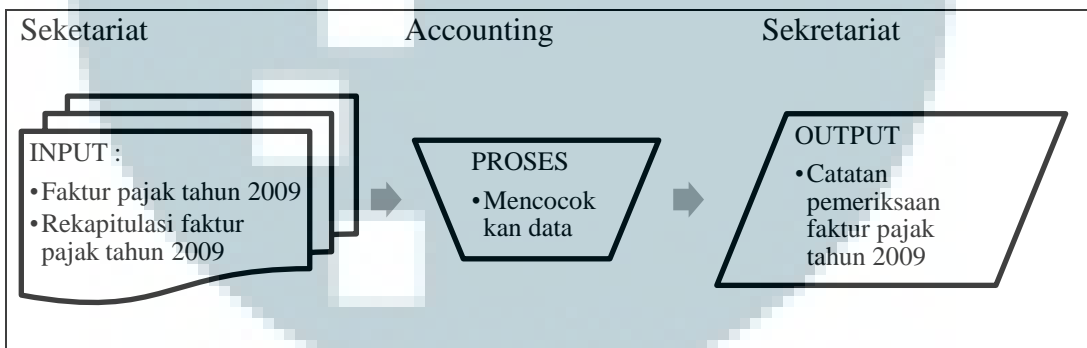 Seketariat
Accounting
Sekretariat
INPUT :
•Faktur pajak tahun 2009
•Rekapitulasi faktur
pajak tahun 2009
PROSES
•Mencocok
kan data
OUTPUT
•Catatan
pemeriksaan
faktur pajak
tahun 2009